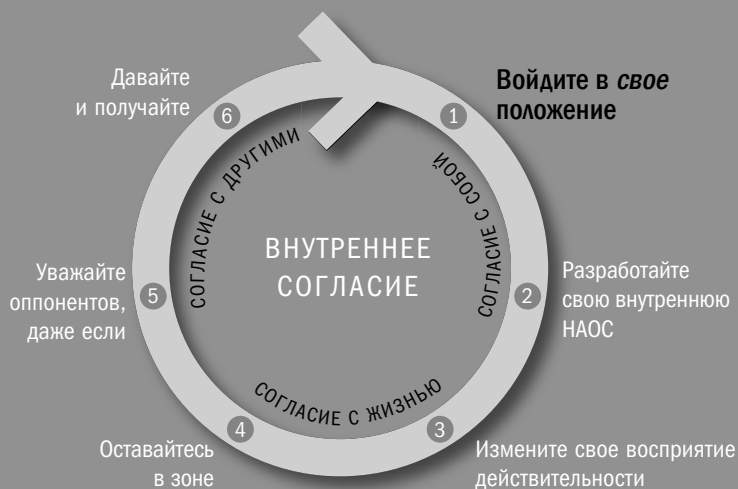 Войдите в свое
положение
1
СОГЛАСИЕ С СОБОЙ
Разработайте
свою внутреннюю
НАОС
2
Измените свое восприятие
действительности
3
СОГЛАСИЕ С ЖИЗНЬЮ
Оставайтесь
в зоне
4
Уважайте
оппонентов,
даже если
5
СОГЛАСИЕ С ДРУГИМИ
Давайте
и получайте
6
ВНУТРЕННЕЕ
СОГЛАСИЕ